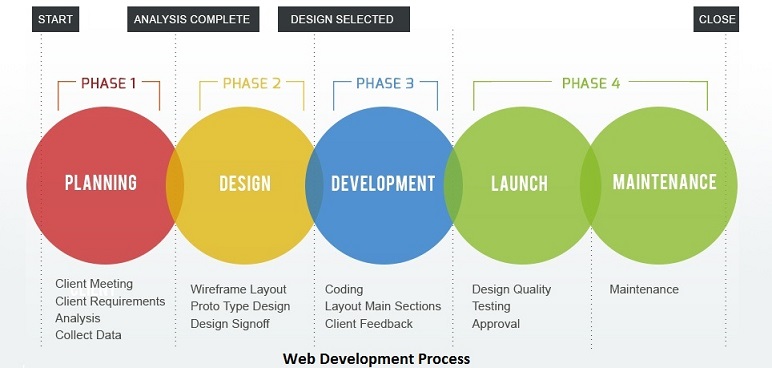 START
ANALYSIS COMPLETE
DESIGN SELECTED
CLOSE
PHASE 1
PHASE 2
PHASE 3
PHASE 4
PLANNING
DESIGN
DEVELOPMENT
LAUNCH
MAINTENANCE
Client Meeting
Client Requirements
Analysis
Collect Data
Wireframe Layout
Proto Type Design
Design Signoff
Coding
Layout Main Sections
Client Feedback
Design Quality
Testing
Approval
Maintenance
Web Development Process